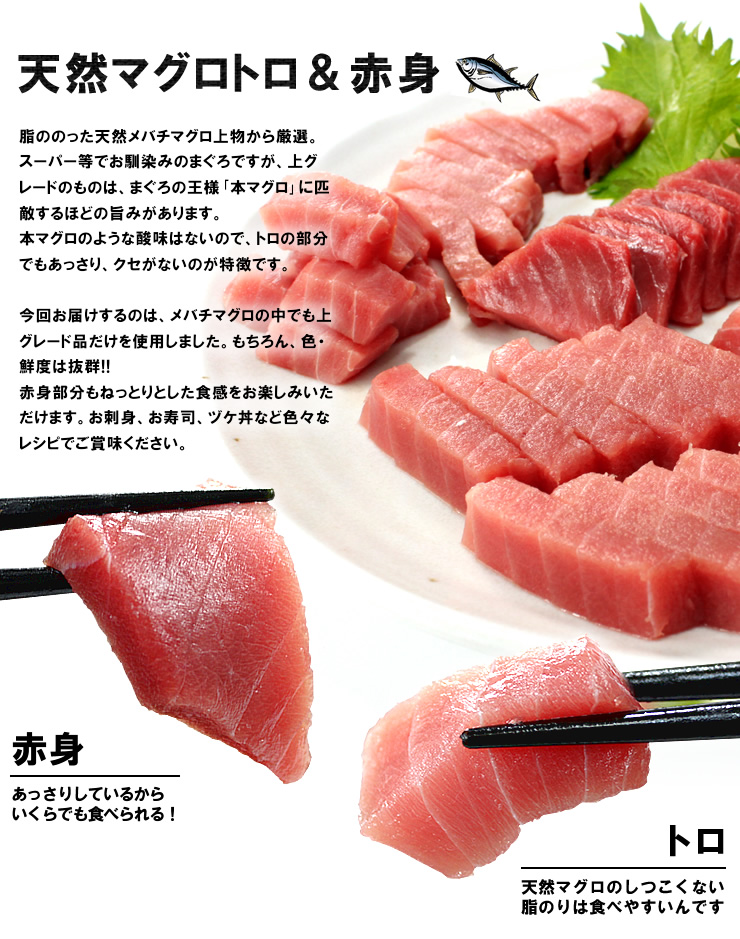 天然マグロトロ＆赤身
脂ののった天然メバチマグロ上物から厳選。
スーパー等でお馴染みのまぐろですが、上グ
レードのものは、まぐろの王様「本マグロ」に匹
敵するほどの旨みがあります。
本マグロのような酸味はないので、トロの部分
でもあっさり、クセがないのが特徴です。
今回お届けするのは、メバチマグロの中でも上
グレード品だけを使用しました。もちろん、色・
鮮度は抜群!!
赤身部分もねっとりとした食感をお楽しみいた
だけます。お刺身、お寿司、ヅケ丼など色々な
レシピでご賞味ください。
赤身
あっさりしているから
いくらでも食べられる！
トロ
天然マグロのしつこくない
脂のりは食べやすいんです